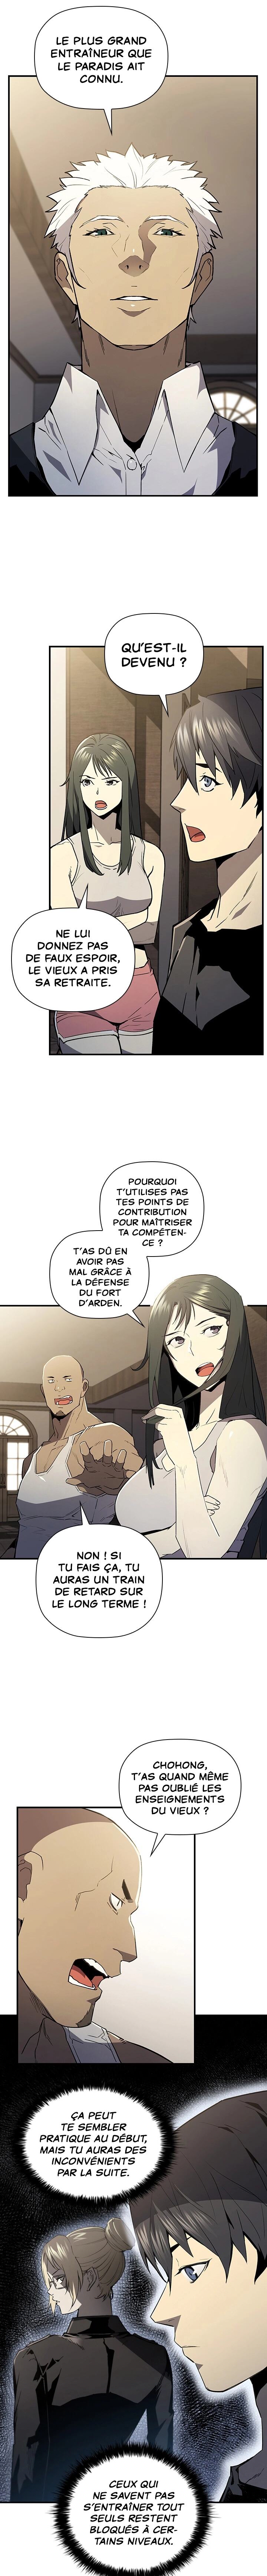 LE PLUS GRAND
ENTRAÎNEUR QUE
LE PARADIS AIT
CONNU.
QU'EST-IL
DEVENU ?
NE LUI
DONNEZ PAS
DE FAUX ESPOIR,
LE VIEUX A PRIS
SA RETRAITE.
POURQUOI
T'UTILISES PAS
TES POINTS DE
CONTRIBUTION
POUR MAÎTRISER
TA COMPÉTEN-
CE ?
T'AS DÛ EN
AVOIR PAS
MAL GRÂCE À
LA DÉFENSE
DU FORT
D'ARDEN.
NON ! SI
TU FAIS ÇA, TU
AURAS UN TRAIN
DE RETARD SUR
LE LONG TERME !
CHOHONG,
T'AS QUAND MÊME
PAS OUBLIÉ LES
ENSEIGNEMENTS
DU VIEUX ?
ÇA PEUT
TE SEMBLER
PRATIQUE AU DÉBUT,
MAIS TU AURAS DES
INCONVÉNIENTS
PAR LA SUITE.
CEUX QUI
NE SAVENT PAS
S'ENTRAÎNER TOUT
SEULS RESTENT
BLOQUÉS À CER-
TAINS NIVEAUX.